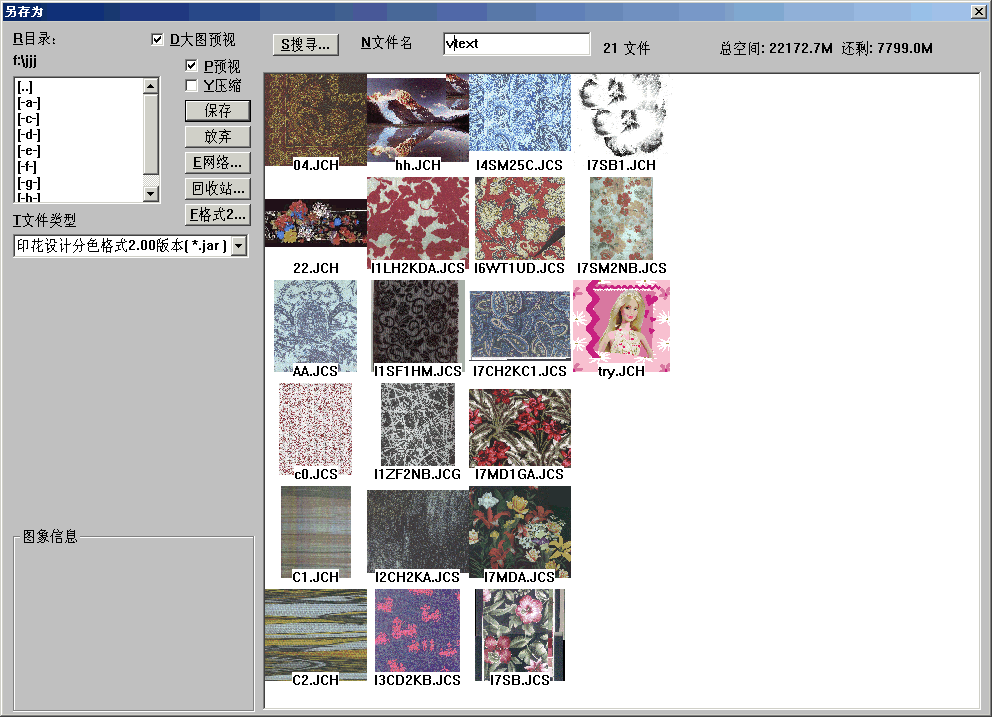 另存为
R目录:
D大图预视
S搜寻...
N文件名
vtext
21 文件
总空间: 22172.7M 还剩: 7799.0M
f:\jjj
P预视
Y压缩
[..]
[-a-]
[-c-]
[-d-]
[-e-]
[-f-]
[-g-]
[-h-]
保存
放弃
E网络...
回收站...
F格式2...
T文件类型
印花设计分色格式2.00版本( *.jar )
图象信息
04.JCH
hh.JCH
I4SM25C.JCS
I7SB1.JCH
22.JCH
I1LH2KDA.JCS
I6WT1UD.JCS
I7SM2NB.JCS
AA.JCS
I1SF1HM.JCS
I7CH2KC1.JCS
try.JCH
c0.JCS
I1ZF2NB.JCG
I7MD1GA.JCS
C1.JCH
I2CH2KA.JCS
I7MDA.JCS
C2.JCH
I3CD2KB.JCS
I7SB.JCS